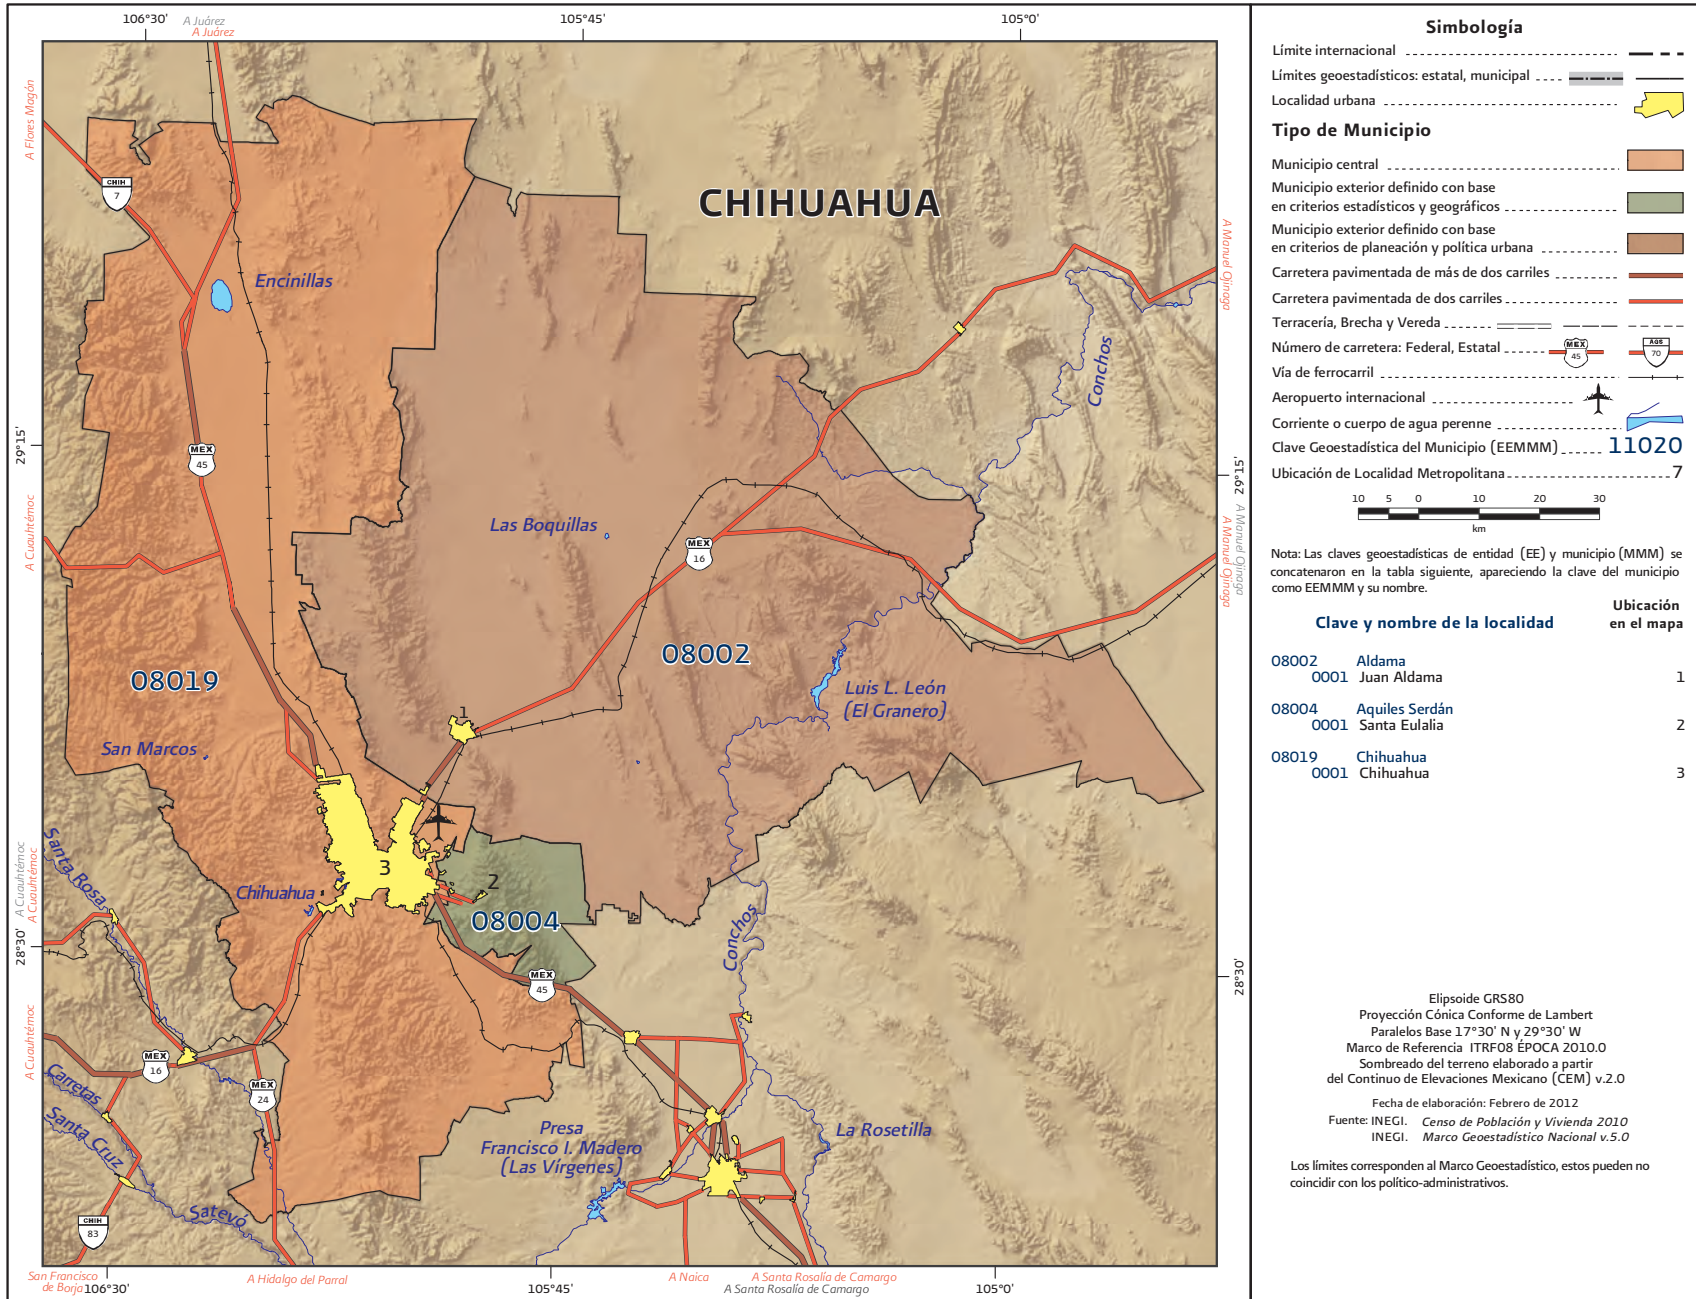 106°30'
A Juárez
A Juárez
105°45'
105°0'
A Flores Magón
CHIH
7
CHIHUAHUA
Encinillas
A Manuel Ojinaga
Conchos
29°15'
MEX
45
29°15'
A Cuauhtémoc
Las Boquillas
MEX
16
A Manuel Ojinaga
A Manuel Ojinaga
08002
08019
Luis L. León
(El Granero)
1
San Marcos
Santa Rosa
A Cuauhtémoc
A Cuauhtémoc
3
2
Chihuahua
08004
Conchos
28°30'
28°30'
MEX
45
A Cuauhtémoc
MEX
16
MEX
24
Carretas
Santa Cruz
Presa
Francisco I. Madero
(Las Vírgenes)
La Rosetilla
Satevó
CHIH
83
San Francisco
de Borja
106°30'
A Hidalgo del Parral
105°45'
A Naica
A Santa Rosalía de Camargo
A Santa Rosalía de Camargo
105°0'
Simbología
Límite internacional
Límites geoestadísticos: estatal, municipal
Localidad urbana
Tipo de Municipio
Municipio central
Municipio exterior definido con base
en criterios estadísticos y geográficos
Municipio exterior definido con base
en criterios de planeación y política urbana
Carretera pavimentada de más de dos carriles
Carretera pavimentada de dos carriles
Terracería, Brecha y Vereda
Número de carretera: Federal, Estatal MEX 45 AGS 70
Vía de ferrocarril
Aeropuerto internacional
Corriente o cuerpo de agua perenne
Clave Geoestadística del Municipio (EEMMM) 11020
Ubicación de Localidad Metropolitana 7
10 5 0 10 20 30
km
Nota: Las claves geoestadísticas de entidad (EE) y municipio (MMM) se
concatenaron en la tabla siguiente, apareciendo la clave del municipio
como EEMMM y su nombre.
Clave y nombre de la localidad Ubicación
en el mapa
08002 Aldama
0001 Juan Aldama 1
08004 Aquiles Serdán
0001 Santa Eulalia 2
08019 Chihuahua
0001 Chihuahua 3
Elipsoide GRS80
Proyección Cónica Conforme de Lambert
Paralelos Base 17°30' N y 29°30' W
Marco de Referencia ITRF08 ÉPOCA 2010.0
Sombreado del terreno elaborado a partir
del Continuo de Elevaciones Mexicano (CEM) v.2.0
Fecha de elaboración: Febrero de 2012
Fuente: INEGI. Censo de Población y Vivienda 2010
INEGI. Marco Geoestadístico Nacional v.5.0
Los límites corresponden al Marco Geoestadístico, estos pueden no
coincidir con los político-administrativos.